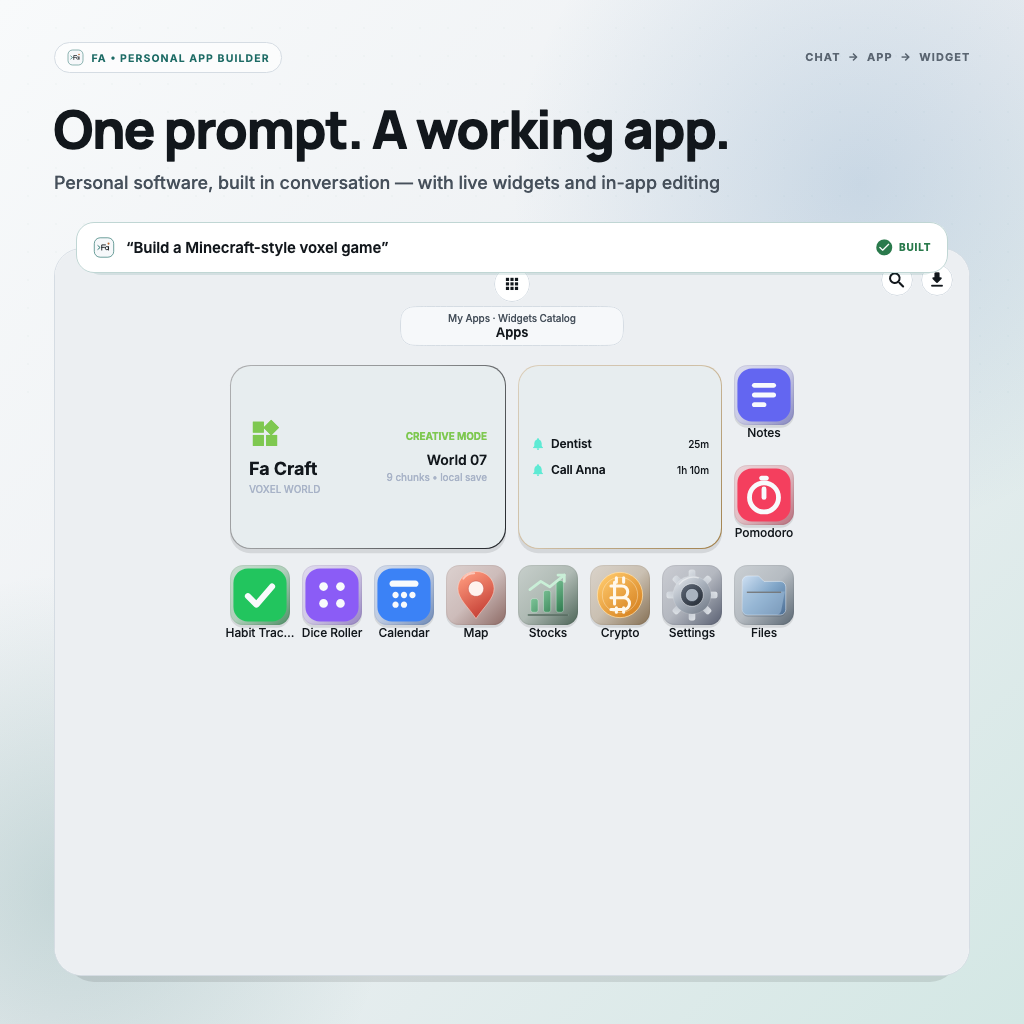 Fa FA • PERSONAL APP BUILDER
CHAT → APP → WIDGET
One prompt. A working app.
Personal software, built in conversation — with live widgets and in-app editing
Fa “Build a Minecraft-style voxel game”
BUILT
My Apps · Widgets Catalog
Apps
CREATIVE MODE
Fa Craft
World 07
VOXEL WORLD
9 chunks • local save
Dentist 25m
Call Anna 1h 10m
Notes
Pomodoro
Habit Trac... Dice Roller Calendar Map Stocks Crypto Settings Files